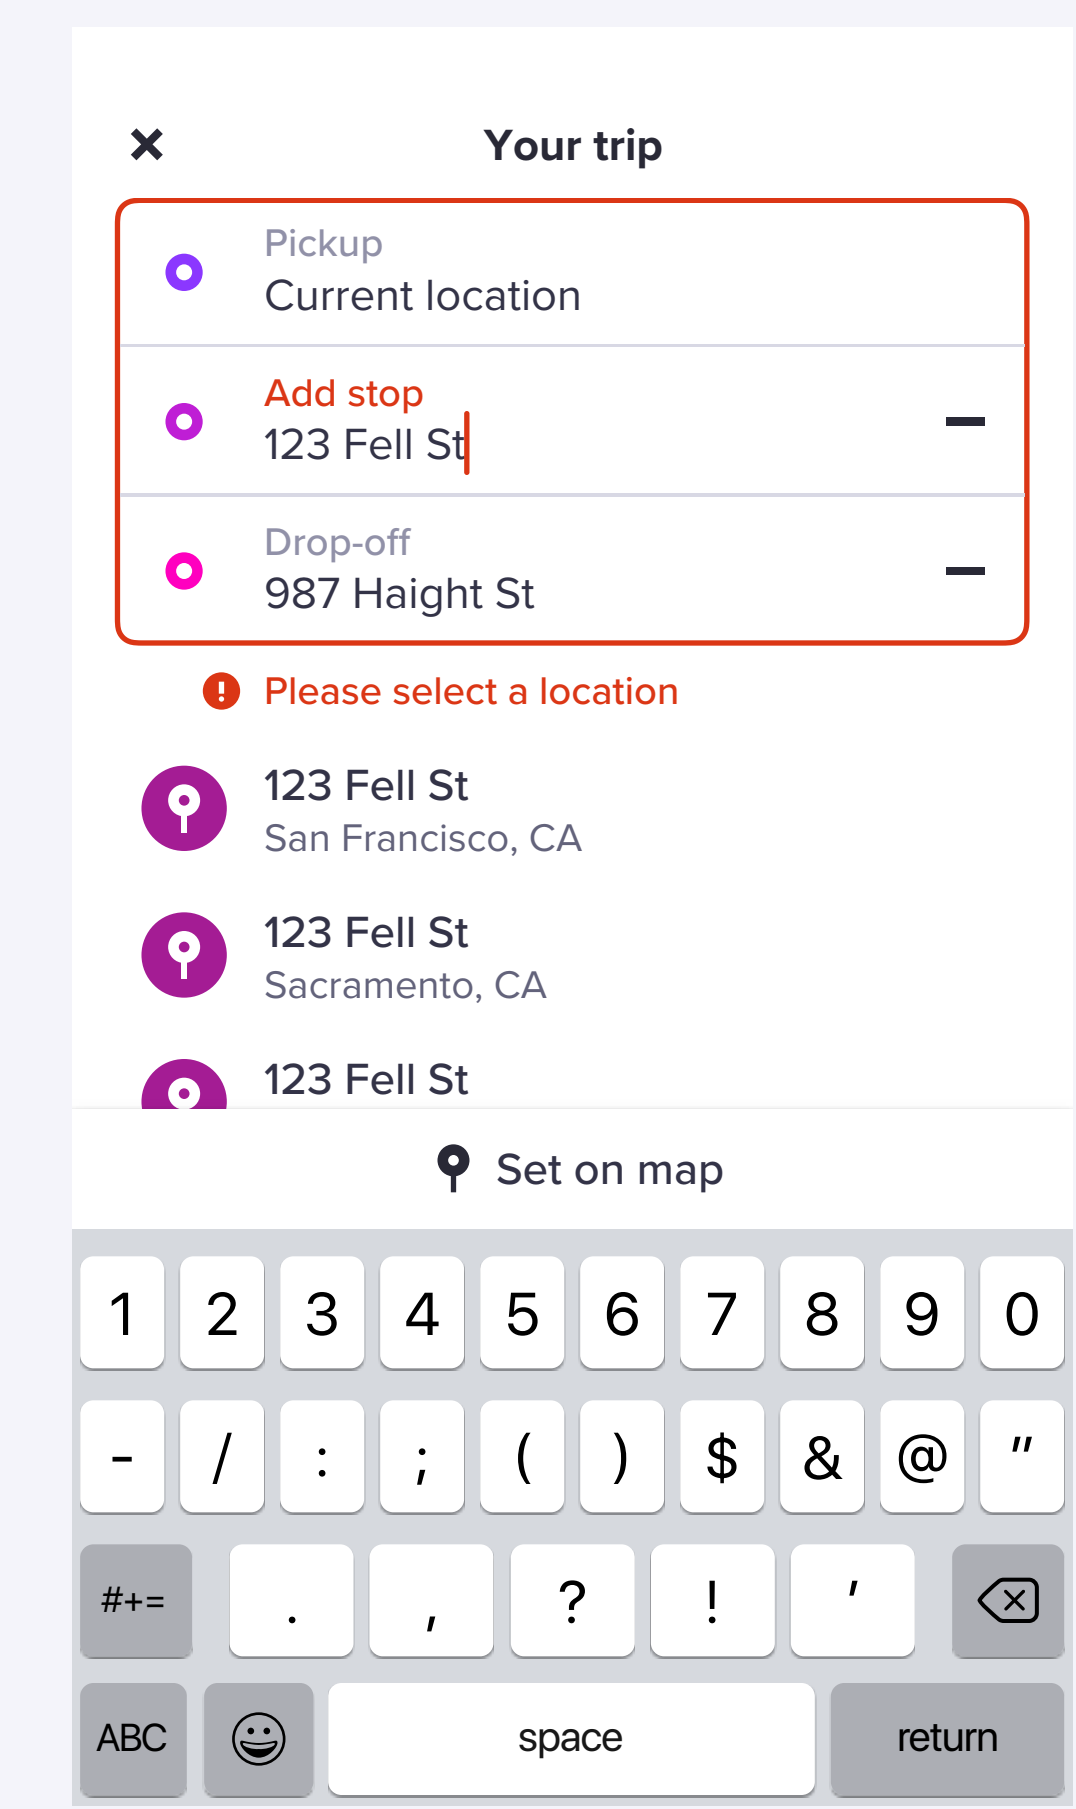 Your trip
Pickup
Current location
Add stop
123 Fell St
Drop-off
987 Haight St
Please select a location
123 Fell St
San Francisco, CA
123 Fell St
Sacramento, CA
123 Fell St
Set on map
1 2 3 4 5 6 7 8 9 0
- / : ; ( ) $ & @ "
#+= . , ? ! '
ABC space return